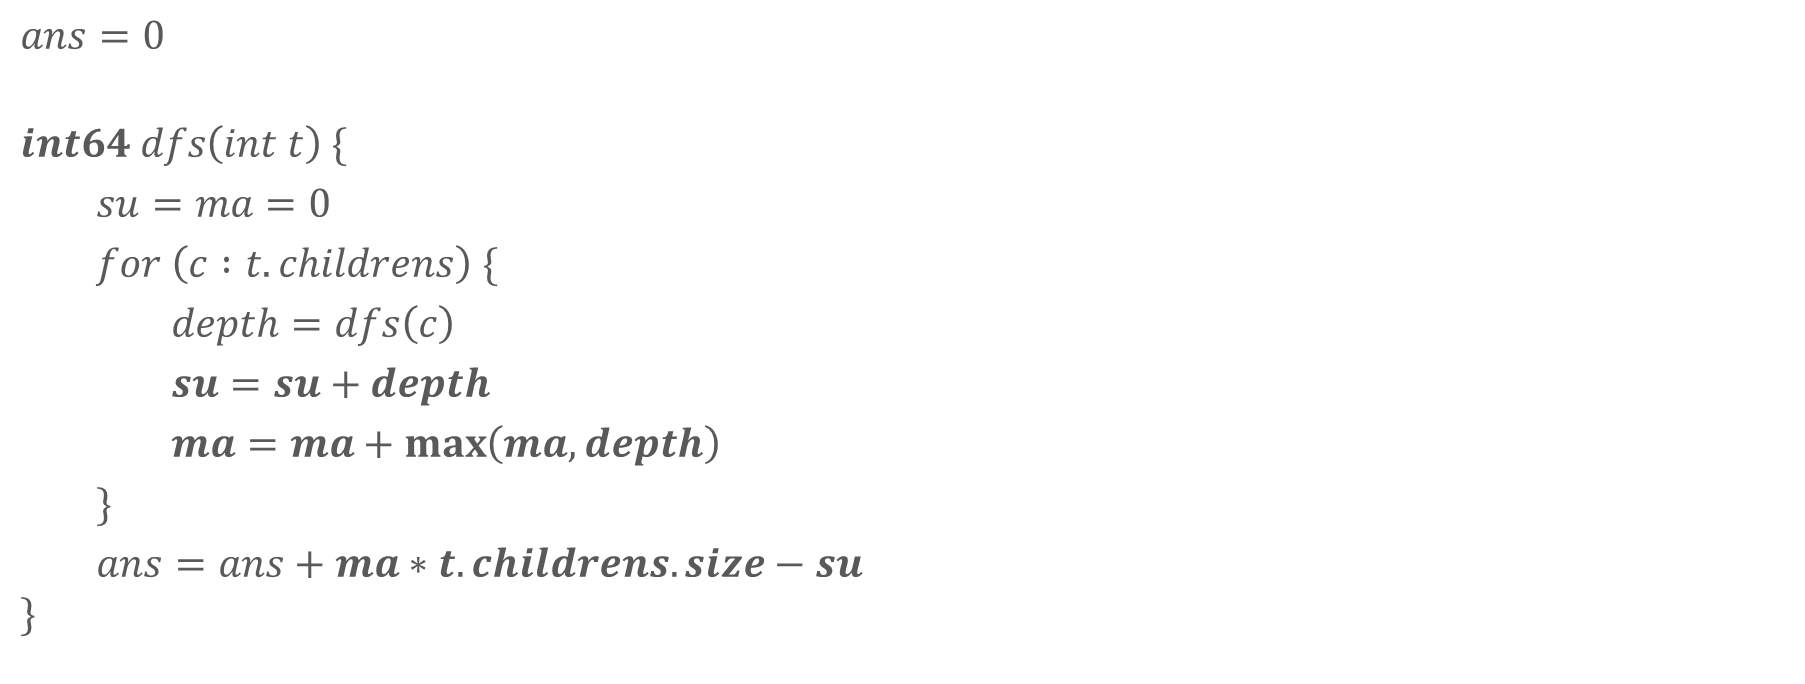 ans = 0
int64 dfs(int t) {
su = ma = 0
for (c : t.childrens) {
depth = dfs(c)
su = su + depth
ma = ma + max(ma, depth)
}
ans = ans + ma * t.childrens.size − su
}